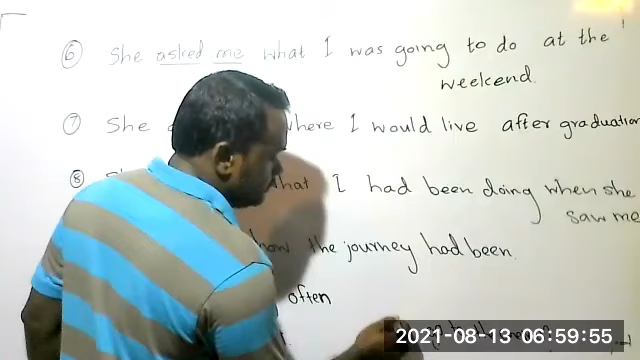 ⑥ She asked me what I was going to do at the
weekend.
⑦ She where I would live after graduation
⑧ what I had been doing when she
saw me
how the journey had been.
often
2021-08-13 06:59:55